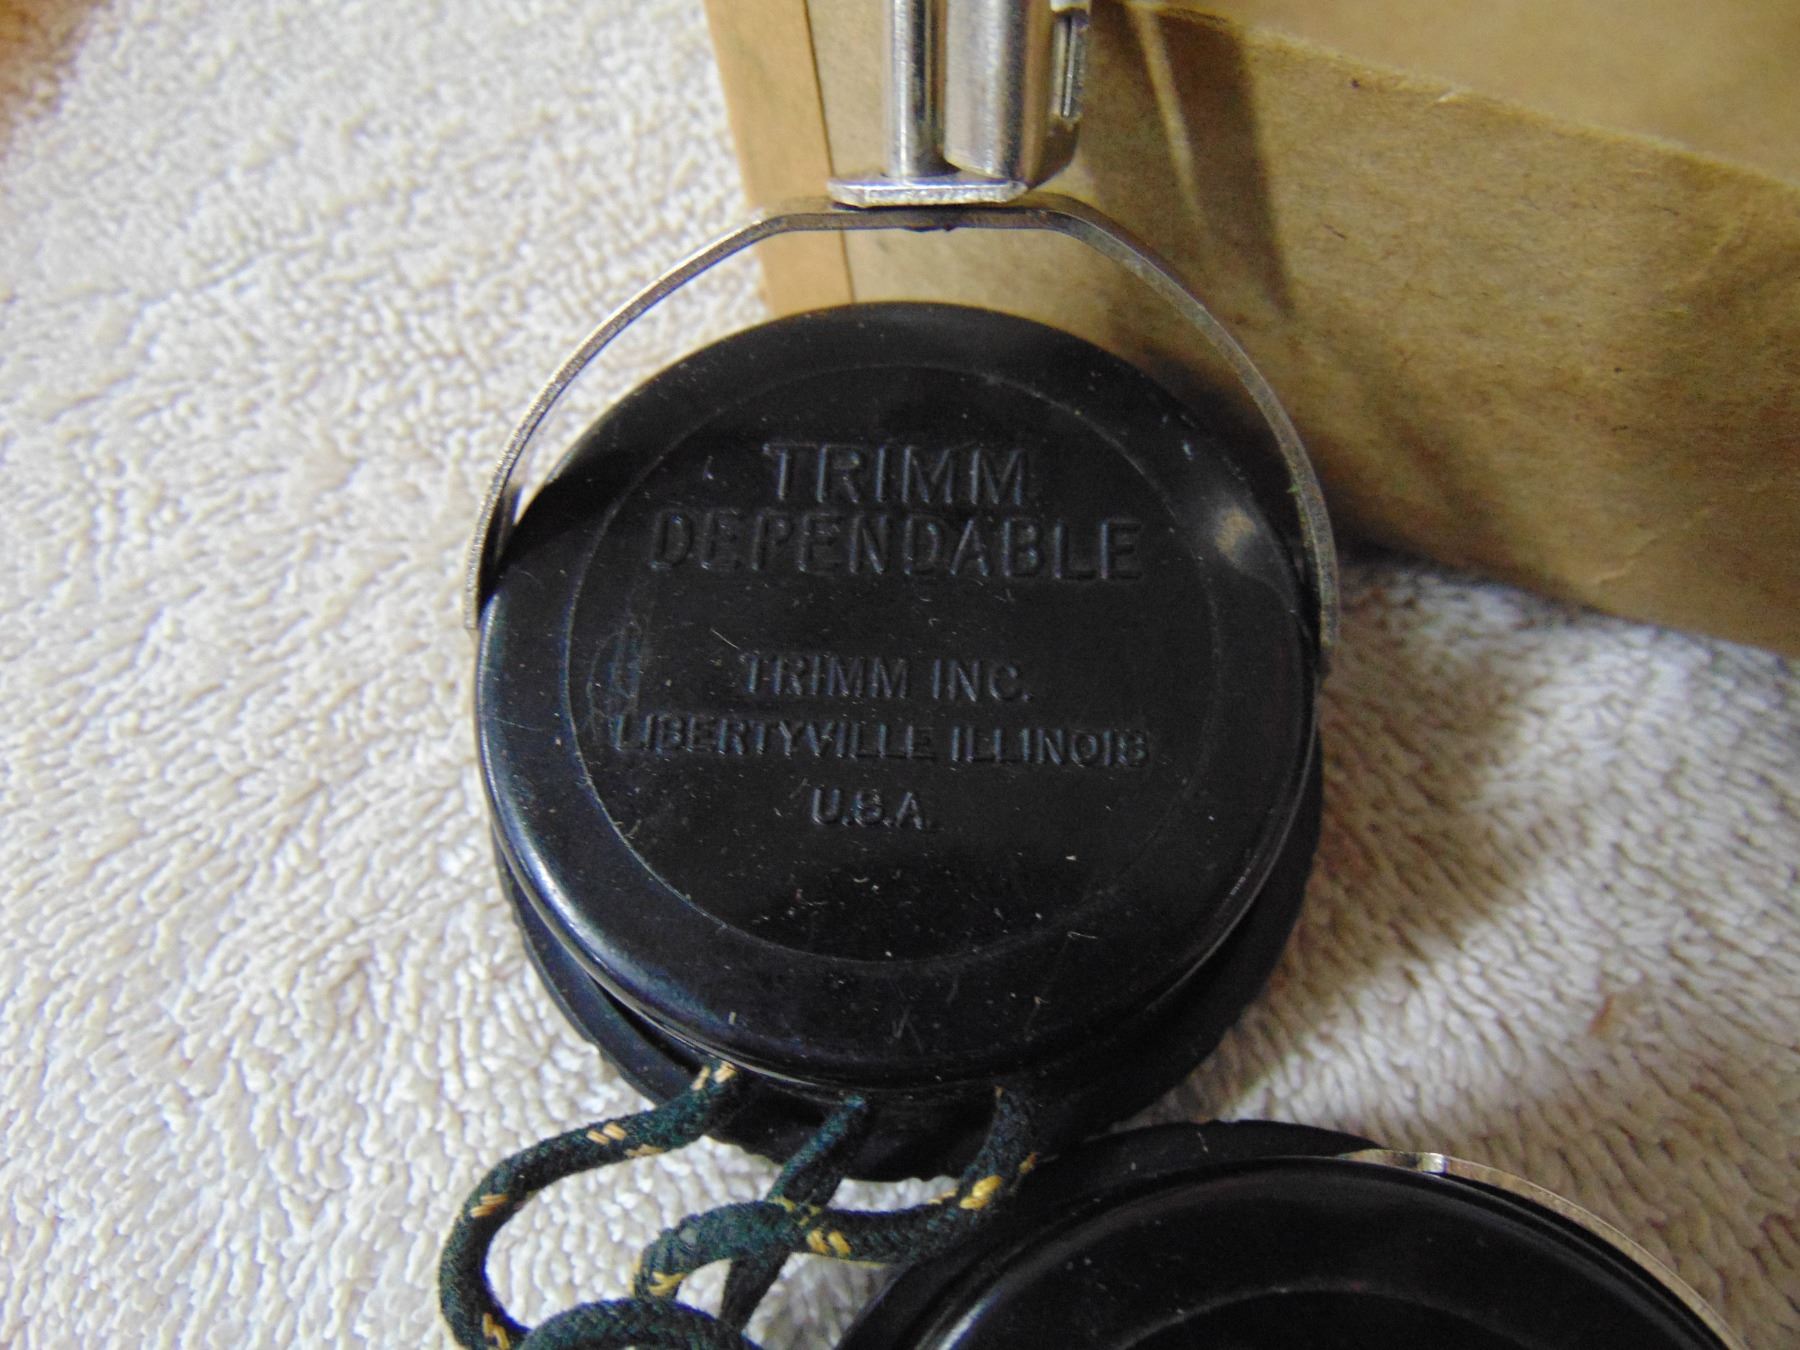 TRIMM
DEPENDABLE
TRIMM INC.
LIBERTYVILLE ILLINOIS
U.S.A.